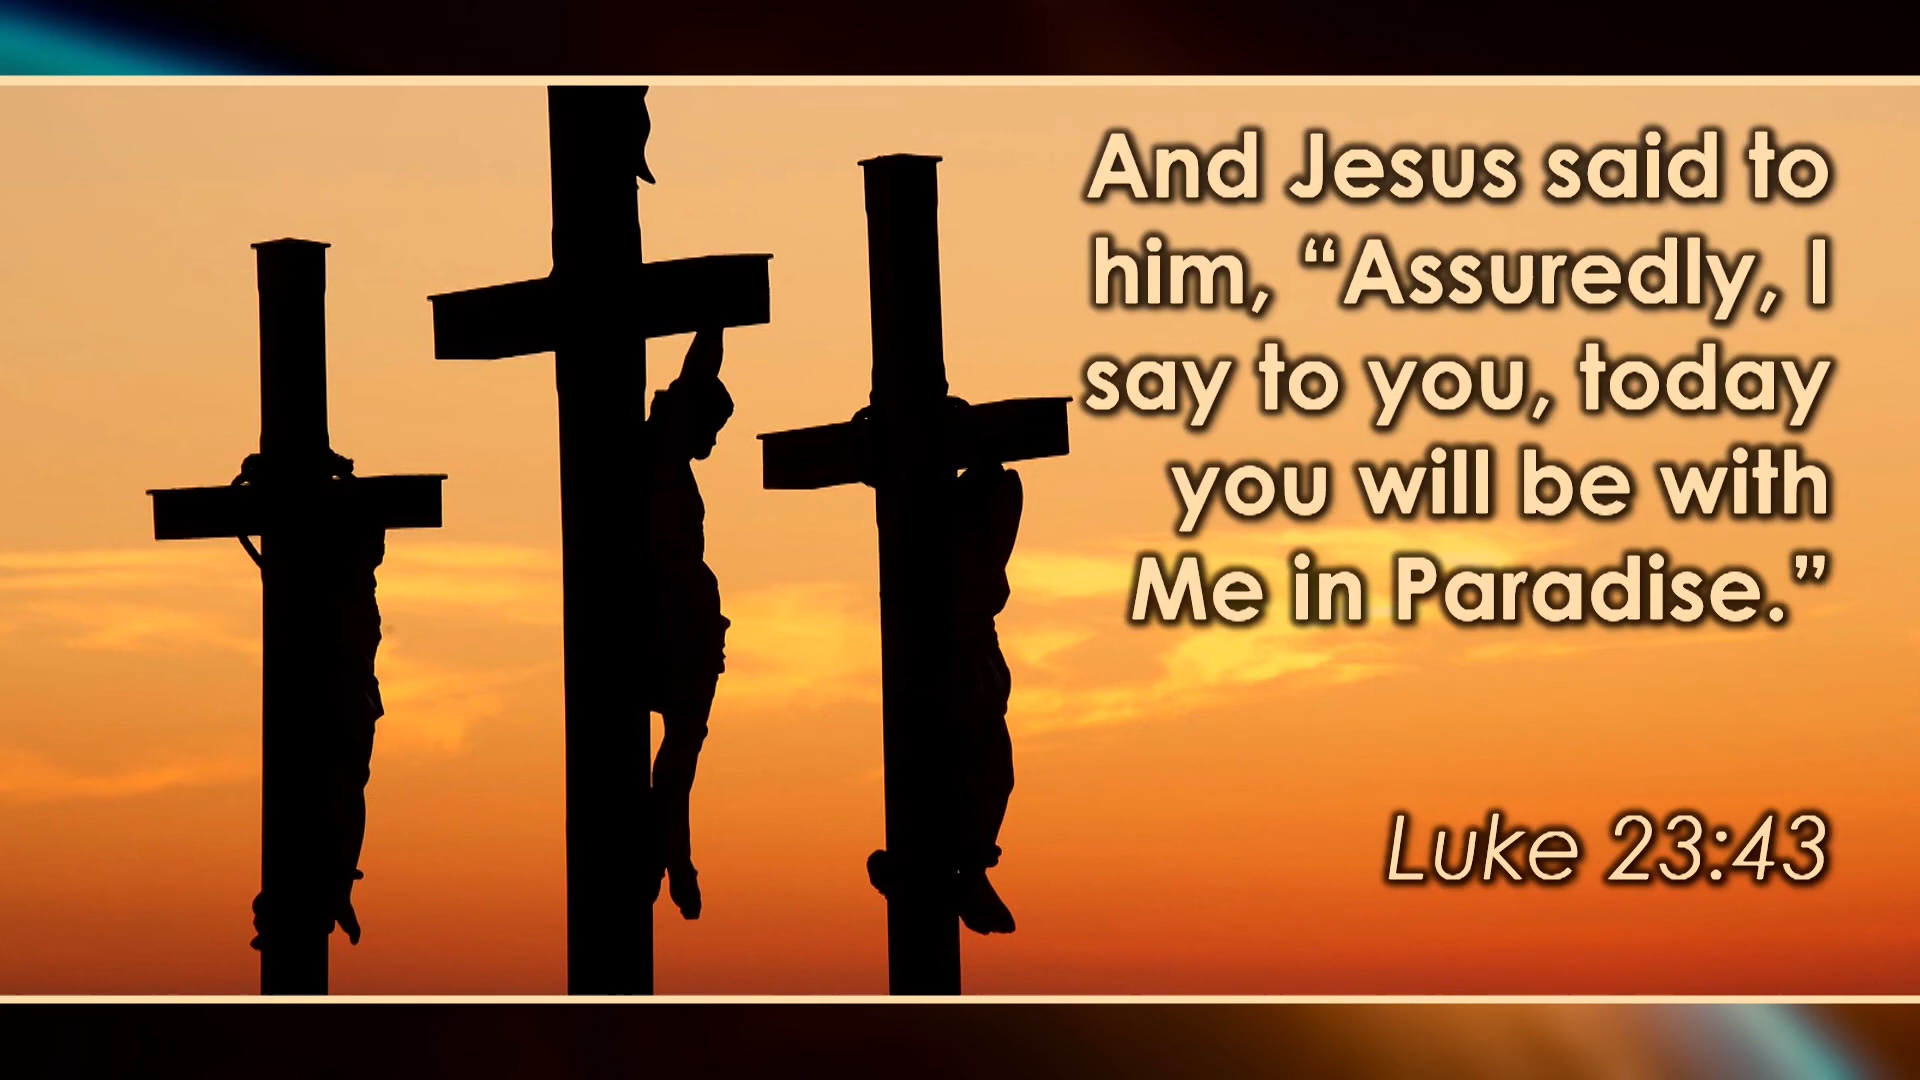 And Jesus said to
him, “Assuredly, I
say to you, today
you will be with
Me in Paradise.”
Luke 23:43